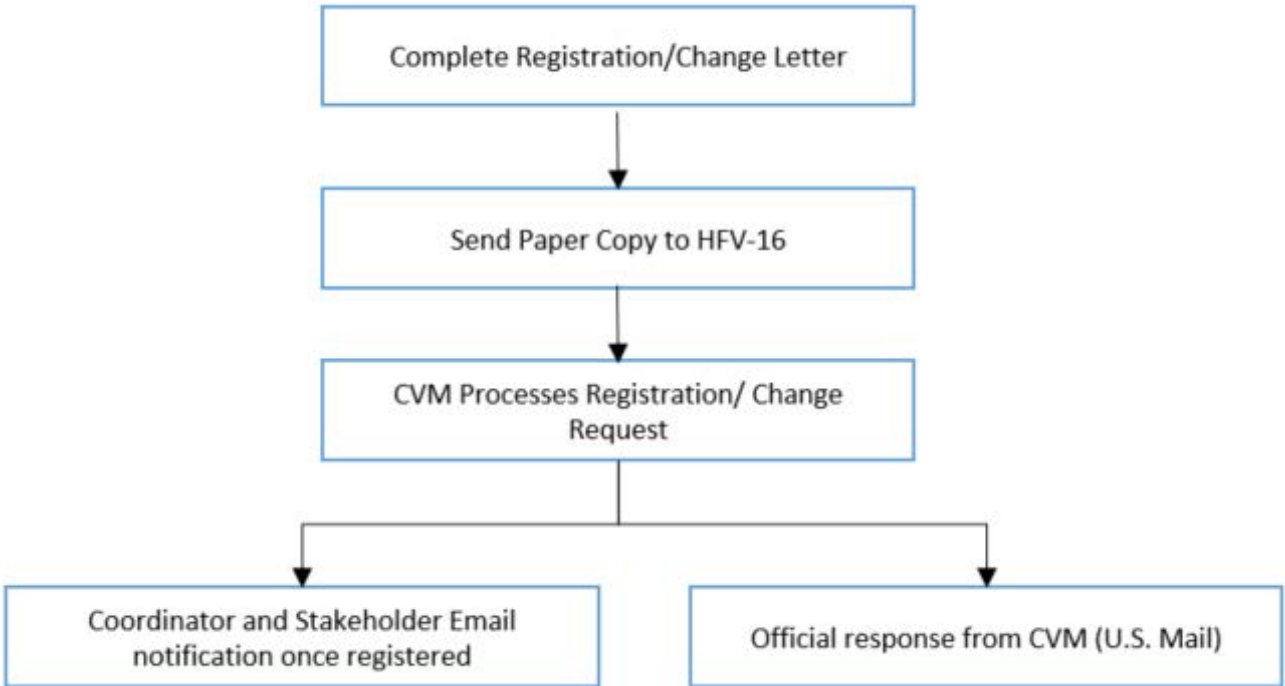 Complete Registration/Change Letter
Send Paper Copy to HFV-16
CVM Processes Registration/ Change
Request
Coordinator and Stakeholder Email
notification once registered
Official response from CVM (U.S. Mail)